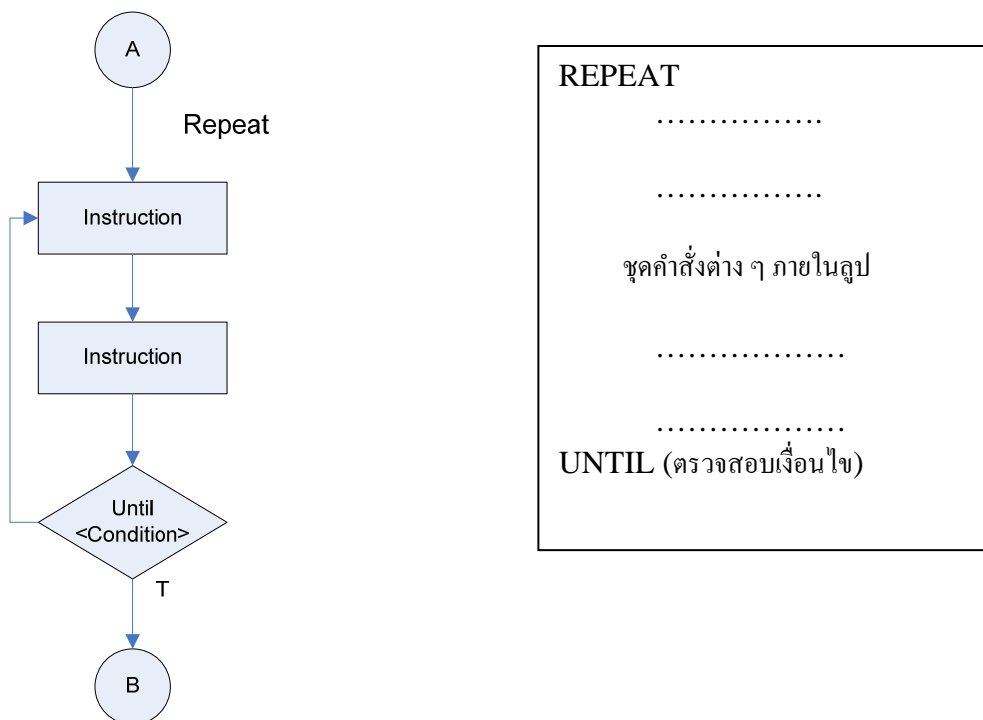 A
Repeat
Instruction
Instruction
Until
<Condition>
T
B
REPEAT
................
................
ชุดคำสั่งต่าง ๆ ภายในลูป
..................
..................
UNTIL (ตรวจสอบเงื่อนไข)